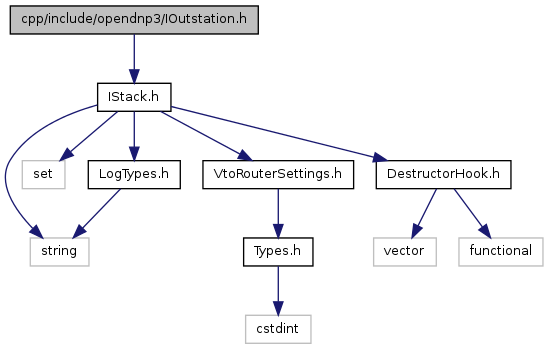 cpp/include/opendnp3/IOutstation.h
IStack.h
set
LogTypes.h
VtoRouterSettings.h
DestructorHook.h
string
Types.h
vector
functional
cstdint